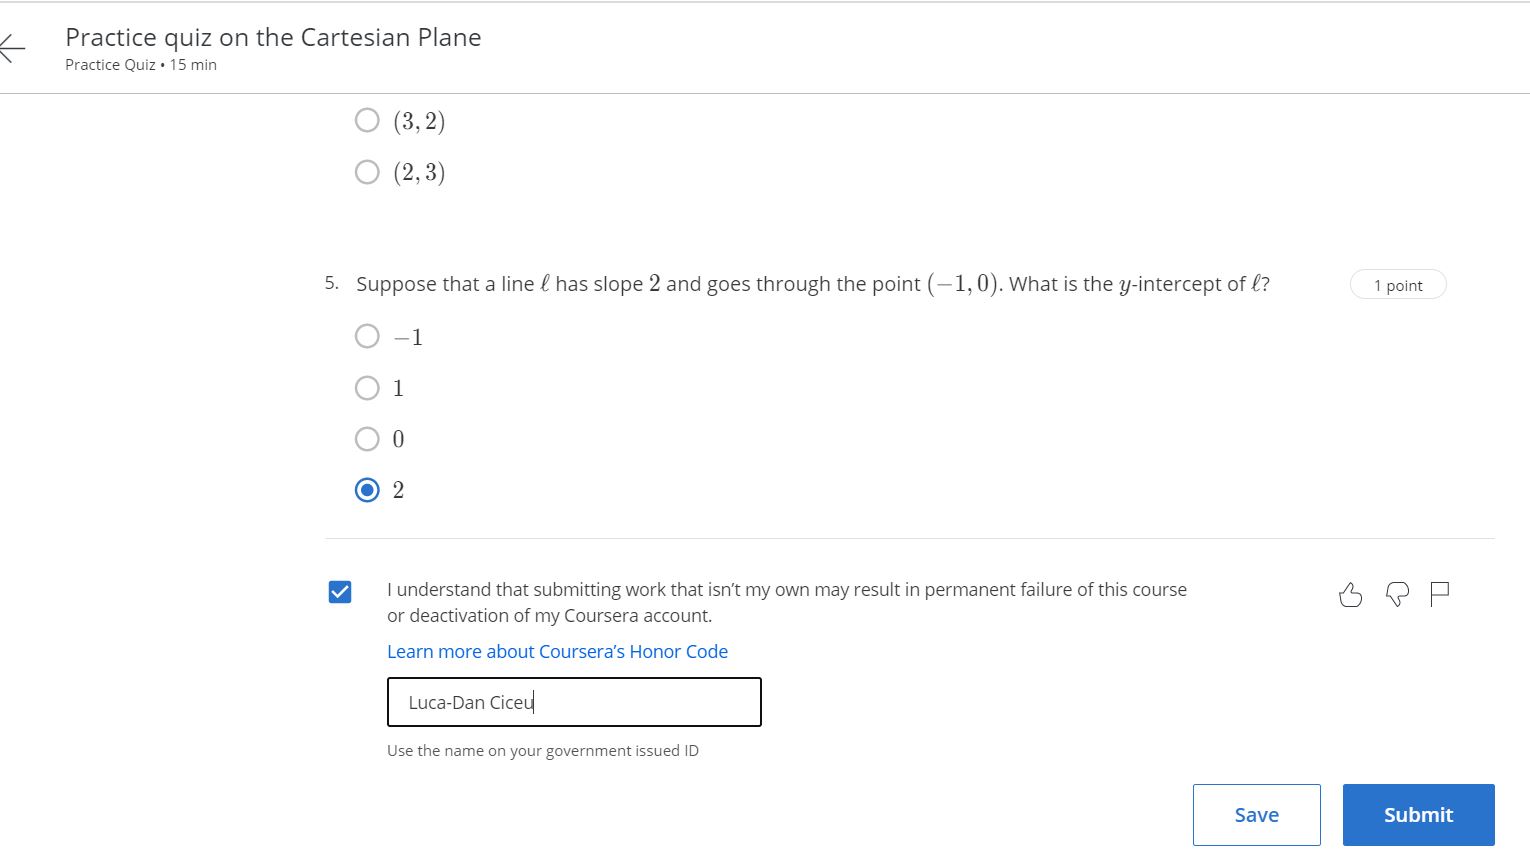 Practice quiz on the Cartesian Plane
Practice Quiz • 15 min
(3, 2)
(2, 3)
5. Suppose that a line ℓ has slope 2 and goes through the point (−1, 0). What is the y-intercept of ℓ?
1 point
−1
1
0
2
I understand that submitting work that isn't my own may result in permanent failure of this course
or deactivation of my Coursera account.
Learn more about Coursera's Honor Code
Luca-Dan Ciceu
Use the name on your government issued ID
Save
Submit